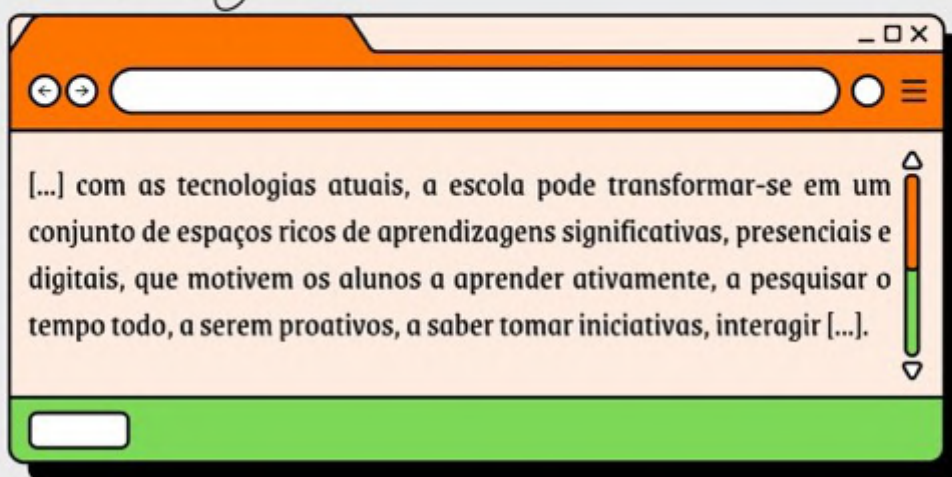 [...] com as tecnologias atuais, a escola pode transformar-se em um
conjunto de espaços ricos de aprendizagens significativas, presenciais e
digitais, que motivem os alunos a aprender ativamente, a pesquisar o
tempo todo, a serem proativos, a saber tomar iniciativas, interagir [...].